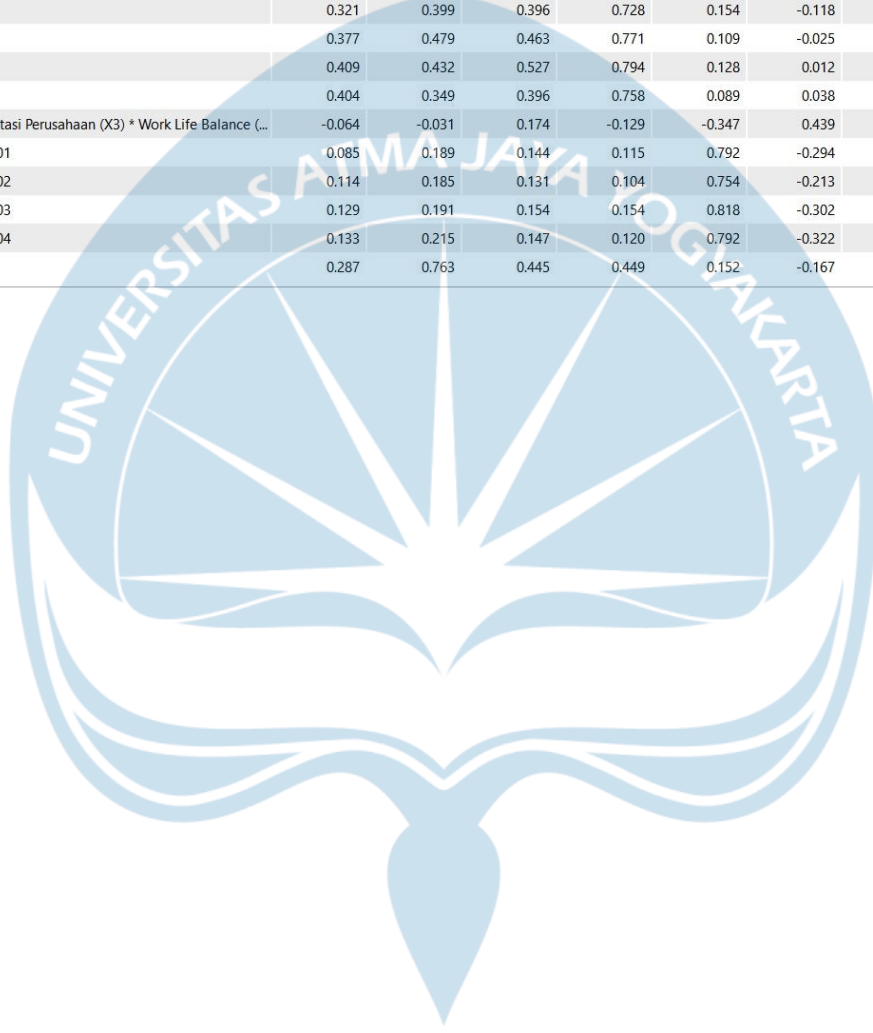 0.321 0.399 0.396 0.728 0.154 -0.118
0.377 0.479 0.463 0.771 0.109 -0.025
0.409 0.432 0.527 0.794 0.128 0.012
0.404 0.349 0.396 0.758 0.089 0.038
tasi Perusahaan (X3) * Work Life Balance (... -0.064 -0.031 0.174 -0.129 -0.347 0.439
01 0.085 0.189 0.144 0.115 0.792 -0.294
02 0.114 0.185 0.131 0.104 0.754 -0.213
03 0.129 0.191 0.154 0.154 0.818 -0.302
04 0.133 0.215 0.147 0.120 0.792 -0.322
0.287 0.763 0.445 0.449 0.152 -0.167
UNIVERSITAS ATMA JAYA YOGYAKARTA